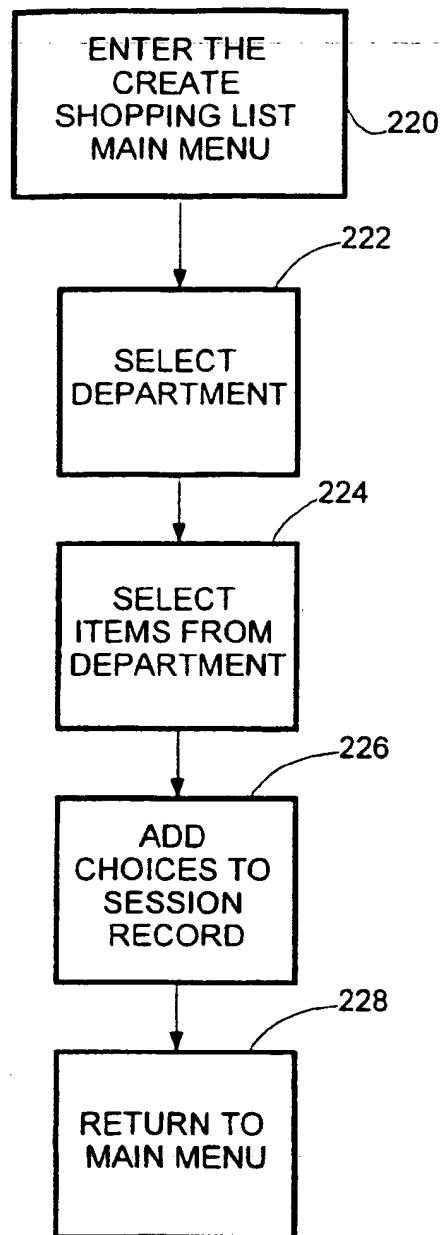 ENTER THE
CREATE
SHOPPING LIST
MAIN MENU
220
222
SELECT
DEPARTMENT
224
SELECT
ITEMS FROM
DEPARTMENT
226
ADD
CHOICES TO
SESSION
RECORD
228
RETURN TO
MAIN MENU